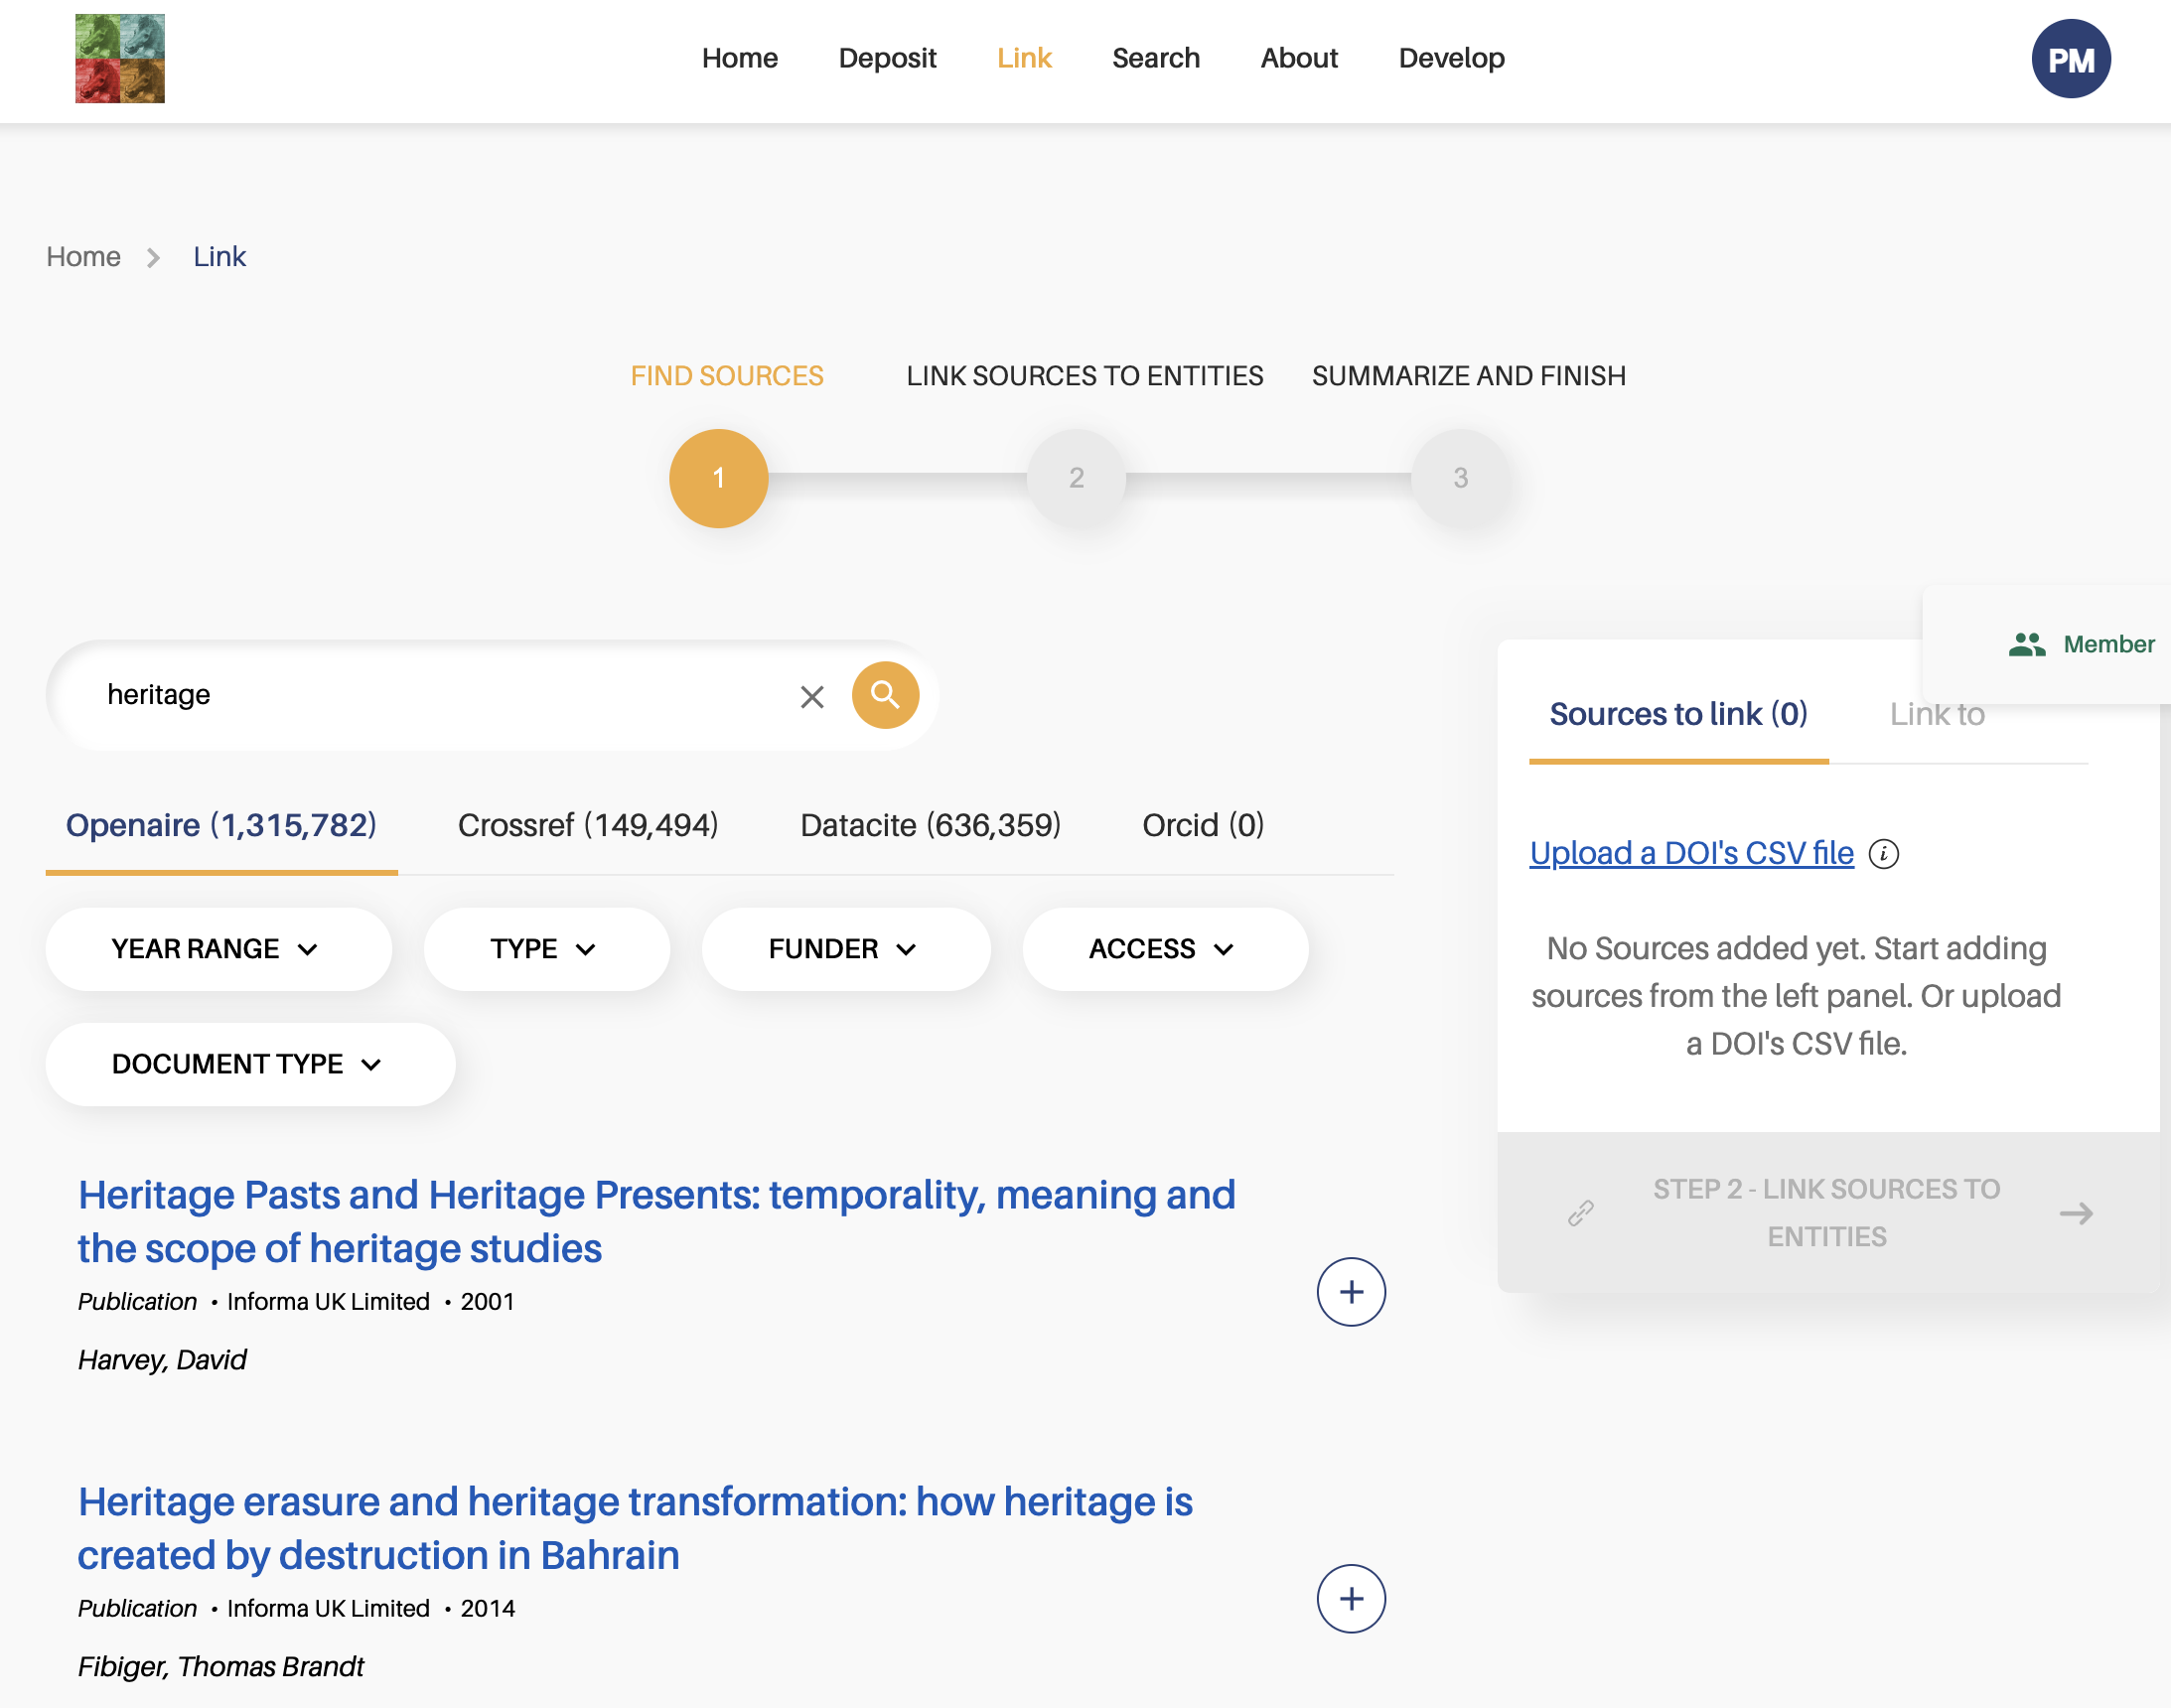 Home Deposit Link Search About Develop PM
Home Link
FIND SOURCES LINK SOURCES TO ENTITIES SUMMARIZE AND FINISH
1 2 3
heritage
Openaire (1,315,782) Crossref (149,494) Datacite (636,359) Orcid (0)
YEAR RANGE TYPE FUNDER ACCESS
DOCUMENT TYPE
Heritage Pasts and Heritage Presents: temporality, meaning and
the scope of heritage studies
Publication • Informa UK Limited • 2001
Harvey, David
Heritage erasure and heritage transformation: how heritage is
created by destruction in Bahrain
Publication • Informa UK Limited • 2014
Fibiger, Thomas Brandt
Member
Sources to link (0) Link to
Upload a DOI's CSV file
No Sources added yet. Start adding
sources from the left panel. Or upload
a DOI's CSV file.
STEP 2 - LINK SOURCES TO
ENTITIES